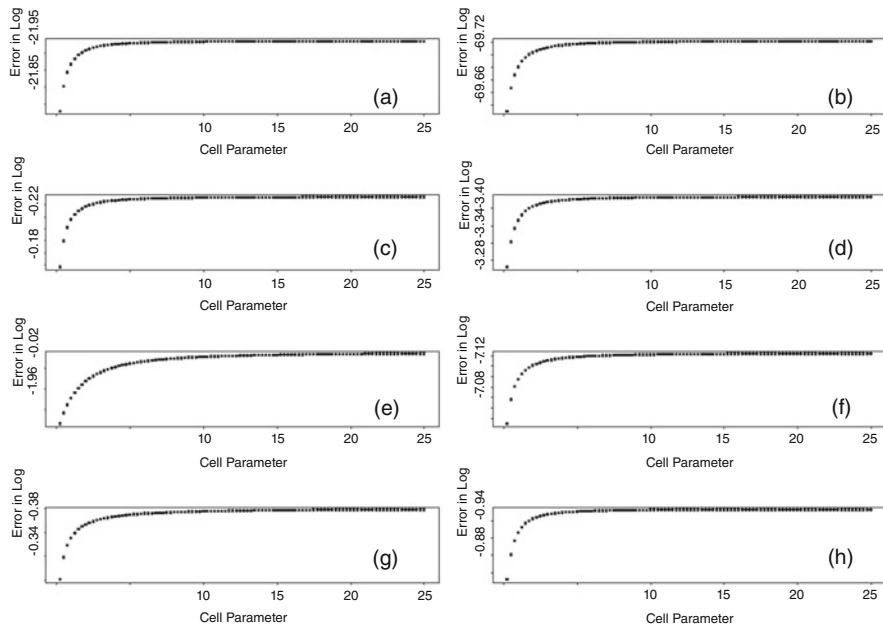 Error in Log
-21.95
-21.85
(a)
10
15
20
25
Cell Parameter
Error in Log
-69.72
-69.66
(b)
10
15
20
25
Cell Parameter
Error in Log
-0.22
-0.18
(c)
10
15
20
25
Cell Parameter
Error in Log
-3.40
-3.34
-3.28
(d)
10
15
20
25
Cell Parameter
Error in Log
-0.02
-1.96
(e)
10
15
20
25
Cell Parameter
Error in Log
-7.12
-7.08
(f)
10
15
20
25
Cell Parameter
Error in Log
-0.38
-0.34
(g)
10
15
20
25
Cell Parameter
Error in Log
-0.94
-0.88
(h)
10
15
20
25
Cell Parameter